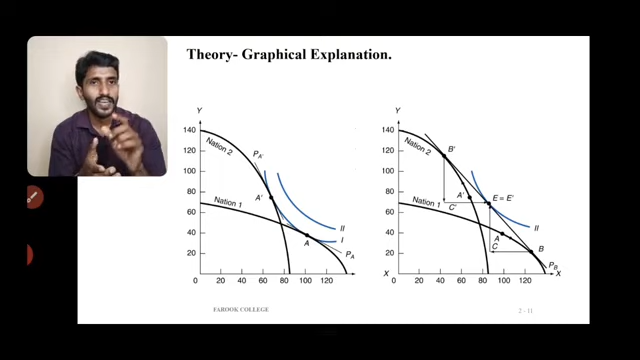 Theory- Graphical Explanation.
Y
140
120
100
80
60
40
20
0
20
40
60
80
100
120
Nation 2
Nation 1
PA'
A'
II
I
A
PA
Y
140
120
100
80
60
40
20
0
20
40
60
80
100
120
X
X
Nation 2
Nation 1
B'
A'
C'
E = E'
II
A
C
B
PB
FAROOK COLLEGE
2 - 11